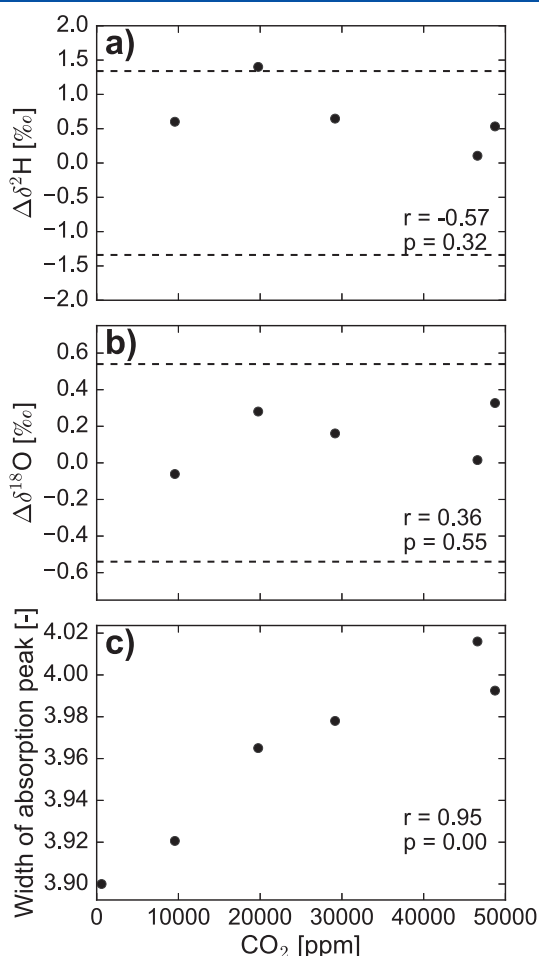 a)
2.0
1.5
1.0
0.5
0.0
−0.5
−1.0
−1.5
−2.0
Δδ²H [‰]
r = -0.57
p = 0.32
b)
0.6
0.4
0.2
0.0
−0.2
−0.4
−0.6
Δδ¹⁸O [‰]
r = 0.36
p = 0.55
c)
4.02
4.00
3.98
3.96
3.94
3.92
3.90
Width of absorption peak [-]
r = 0.95
p = 0.00
0 10000 20000 30000 40000 50000
CO₂ [ppm]